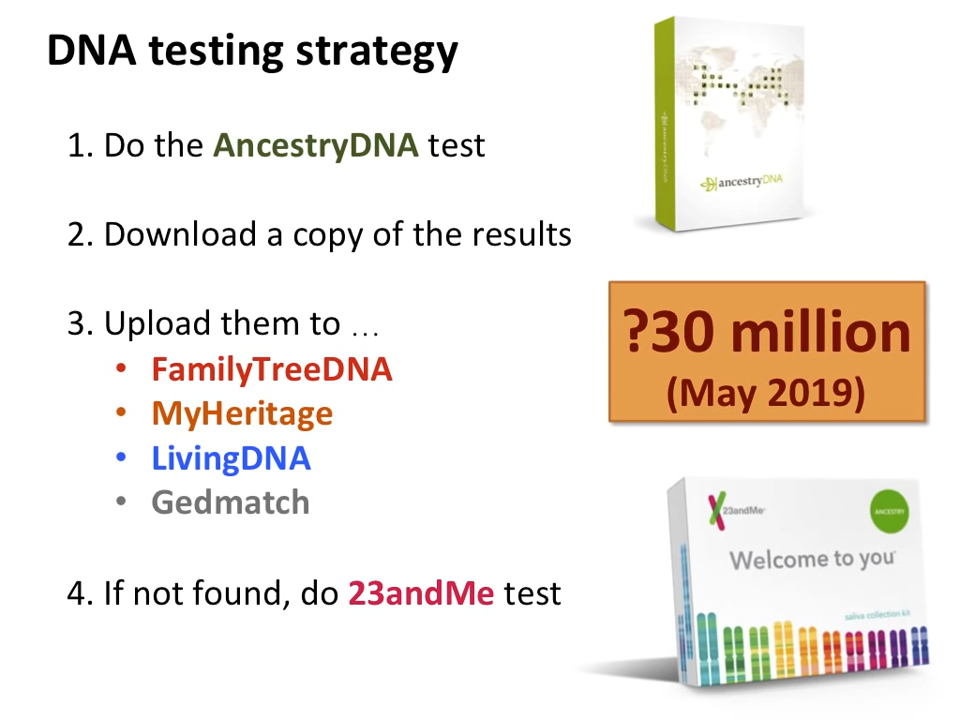 DNA testing strategy
1. Do the AncestryDNA test
2. Download a copy of the results
3. Upload them to …
• FamilyTreeDNA
• MyHeritage
• LivingDNA
• Gedmatch
4. If not found, do 23andMe test
ancestryDNA
?30 million
(May 2019)
23andMe
ANCESTRY
Welcome to you
saliva collection kit